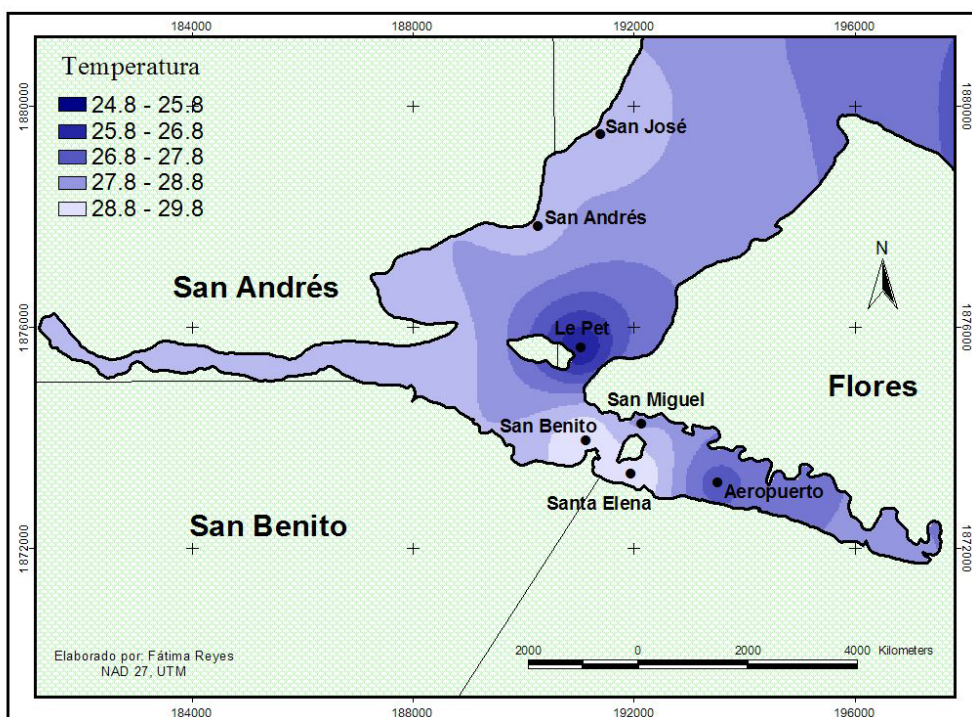 184000 188000 192000 196000
Temperatura
24.8 - 25.8
25.8 - 26.8
26.8 - 27.8
27.8 - 28.8
28.8 - 29.8
1880000
1880000
San José
San Andrés
N
San Andrés
1876000
1876000
Le Pet
Flores
San Miguel
San Benito
Aeropuerto
Santa Elena
San Benito
1872000
1872000
Elaborado por: Fátima Reyes
NAD 27, UTM
2000 0 2000 4000 Kilometers
184000 188000 192000 196000